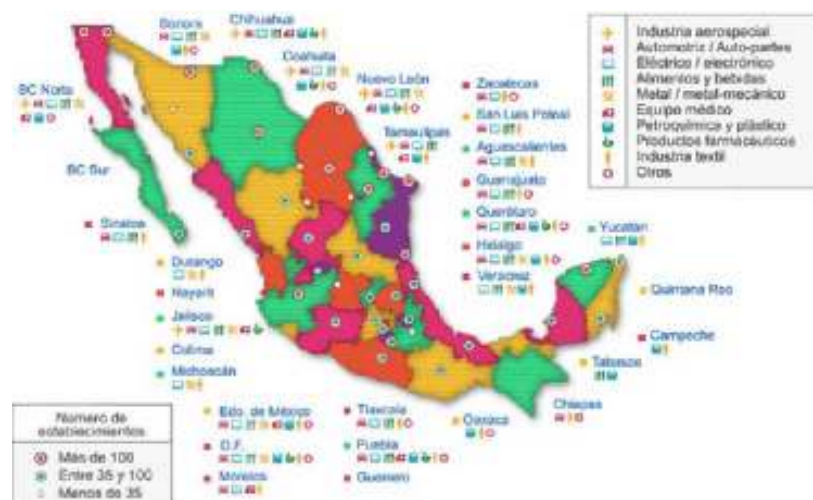 Sonora
Chihuahua
Coahuila
BC Norte
Nuevo León
Tamaulipas
BC Sur
Sinaloa
Durango
Nayarit
Jalisco
Colima
Michoacán
Zacatecas
San Luis Potosí
Aguascalientes
Guanajuato
Querétaro
Hidalgo
Veracruz
Industria aerospecial
Automotriz / Auto-partes
Eléctrico / electrónico
Alimentos y bebidas
Metal / metal-mecánico
Equipo médico
Petroquímica y plástico
Productos farmacéuticos
Industria textil
Otros
Yucatán
Quintana Roo
Campeche
Tabasco
Chiapas
Oaxaca
Edo. de México
D.F.
Morelos
Tlaxcala
Puebla
Guerrero
Número de
establecimientos
Más de 100
Entre 35 y 100
Menos de 35